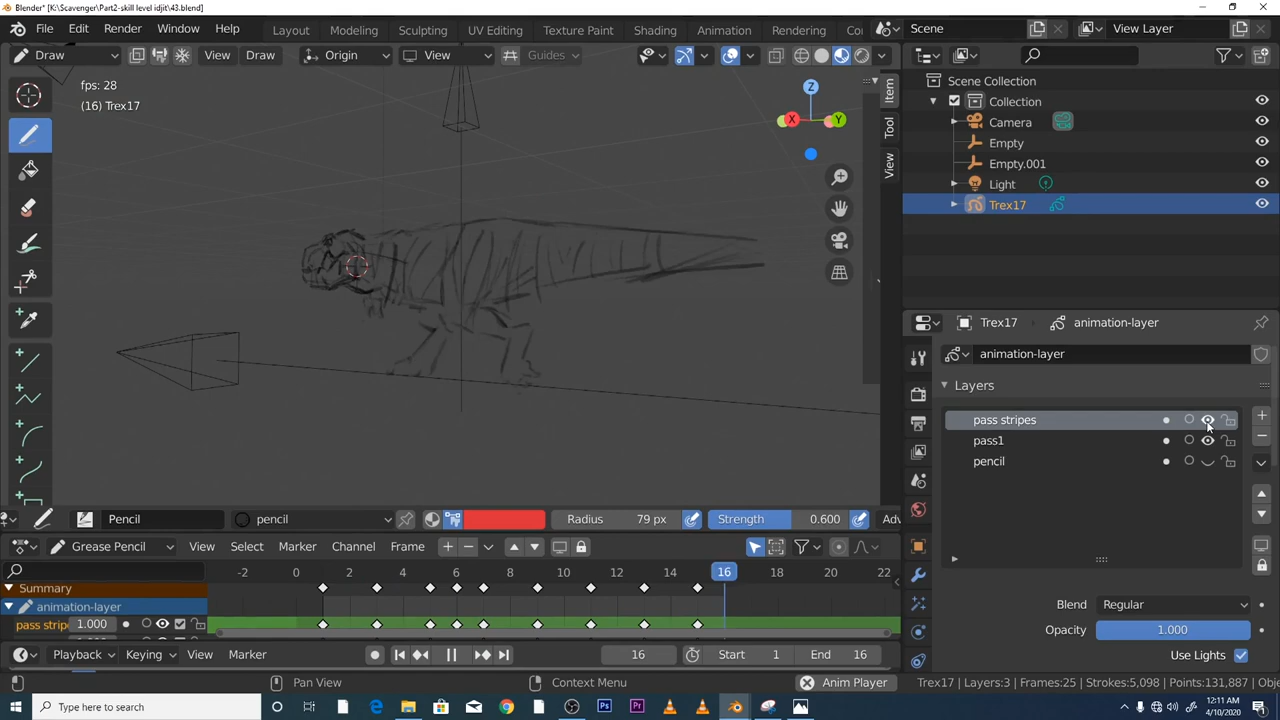 Blender* [K:\Scavenger\Part2-skill level idjit\43.blend]
File Edit Render Window Help Layout Modeling Sculpting UV Editing Texture Paint Shading Animation Rendering Scene View Layer
Draw View Draw Origin View Guides
fps: 28
(16) Trex17
Z
X
Y
Item
Tool
View
Scene Collection
Collection
Camera
Empty
Empty.001
Light
Trex17
Trex17 animation-layer
animation-layer
Layers
pass stripes
pass1
pencil
Blend Regular
Opacity 1.000
Use Lights
Pencil pencil Radius 79 px Strength 0.600
Grease Pencil View Select Marker Channel Frame
-2 0 2 4 6 8 10 12 14 16 18 20 22
Summary
animation-layer
pass stripe 1.000
Playback Keying View Marker 16 Start 1 End 16
Pan View Context Menu Anim Player Trex17 | Layers:3 | Frames:25 | Strokes:5,098 | Points:131,887 | Obje
Type here to search
12:11 AM
4/10/2020